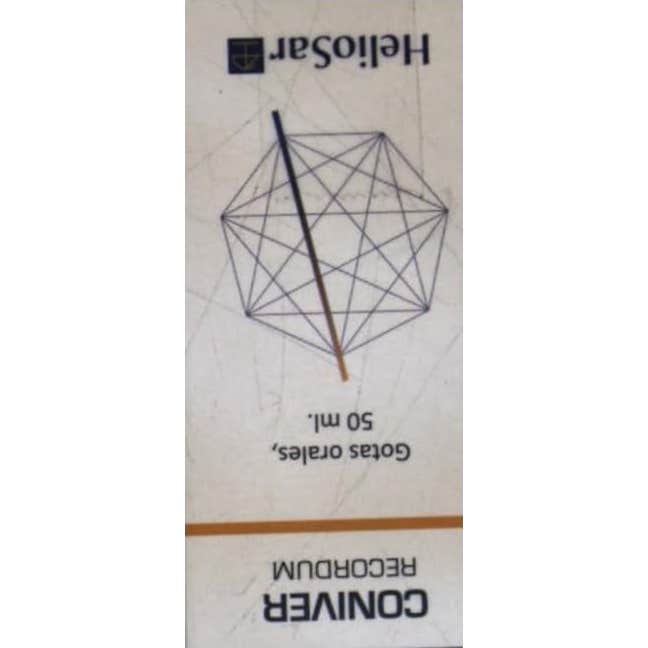 CONIVER
RECORDUM
Gotas orales,
50 ml.
HelioSar